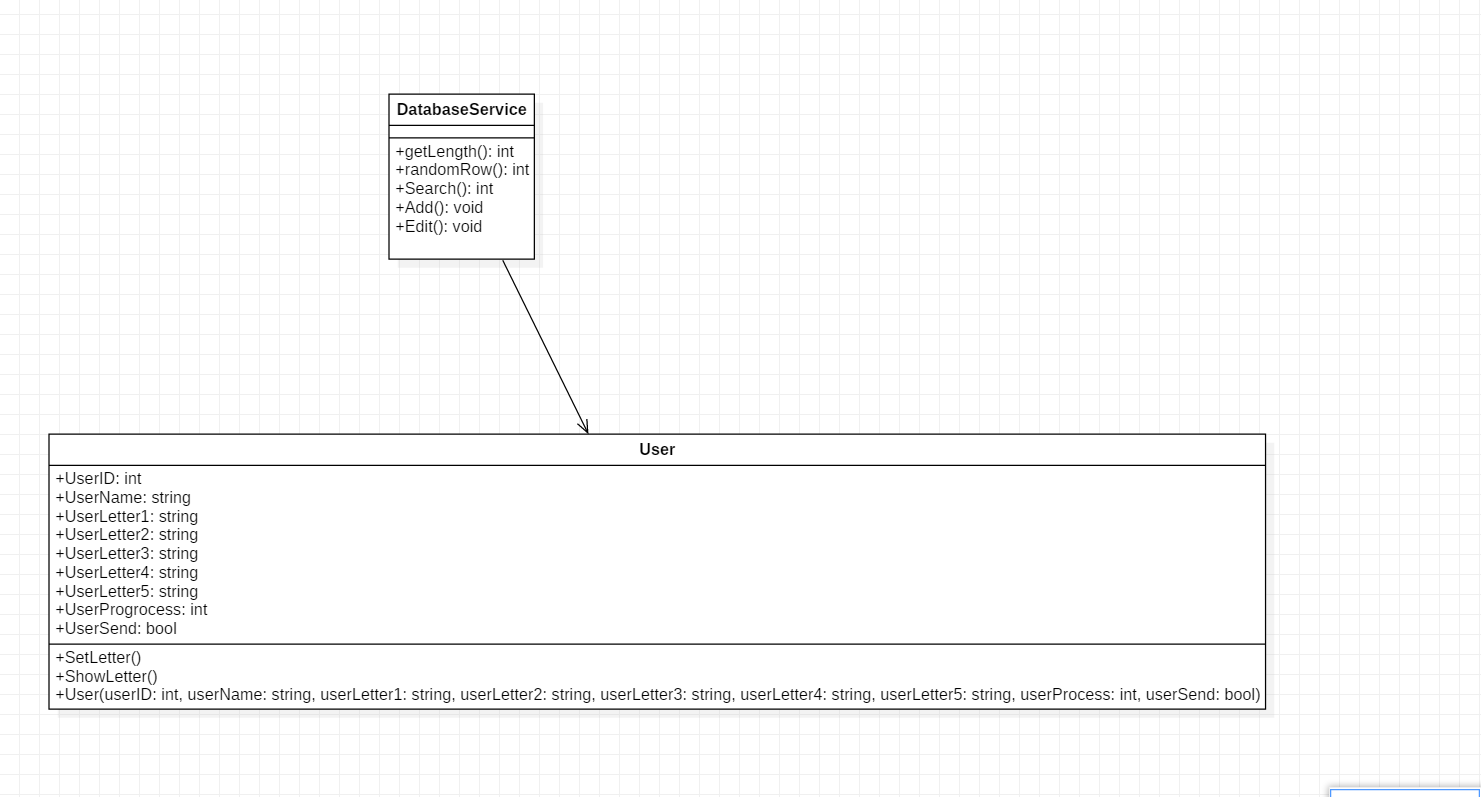 DatabaseService
+getLength(): int
+randomRow(): int
+Search(): int
+Add(): void
+Edit(): void
User
+UserID: int
+UserName: string
+UserLetter1: string
+UserLetter2: string
+UserLetter3: string
+UserLetter4: string
+UserLetter5: string
+UserProgrocess: int
+UserSend: bool
+SetLetter()
+ShowLetter()
+User(userID: int, userName: string, userLetter1: string, userLetter2: string, userLetter3: string, userLetter4: string, userLetter5: string, userProcess: int, userSend: bool)